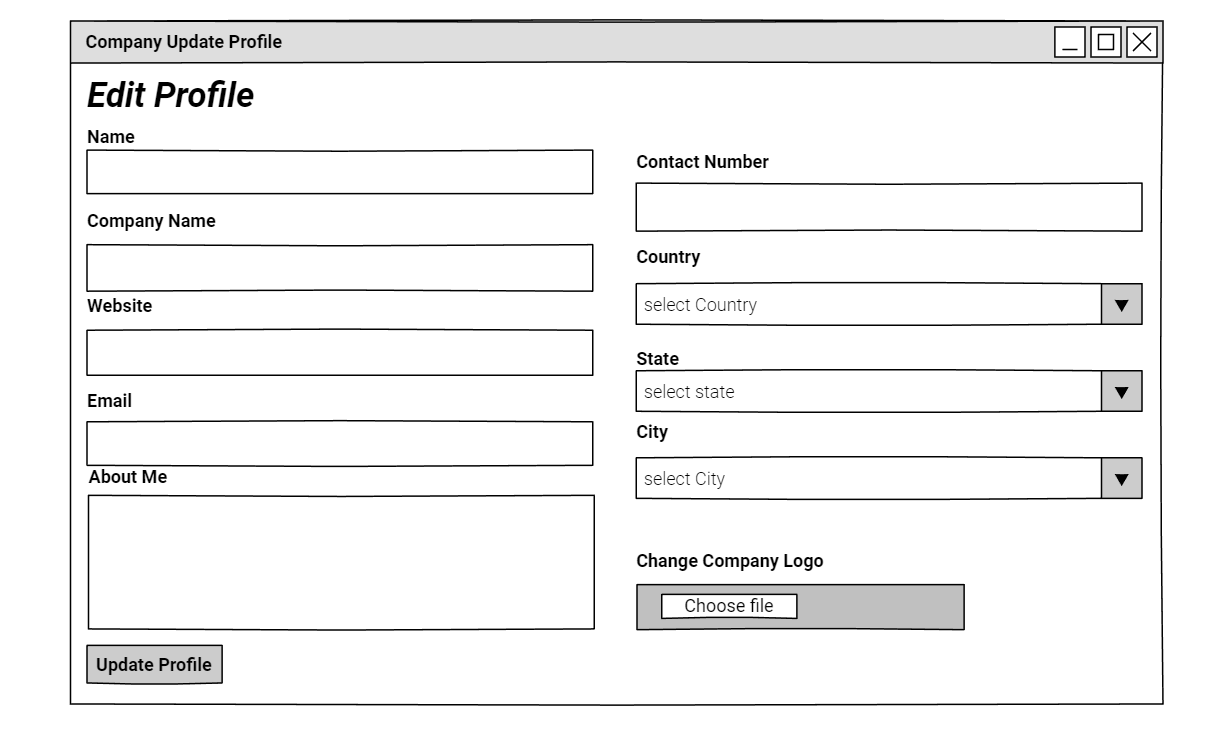 Company Update Profile
Edit Profile
Name
Company Name
Website
Email
About Me
Update Profile
Contact Number
Country
select Country
State
select state
City
select City
Change Company Logo
Choose file